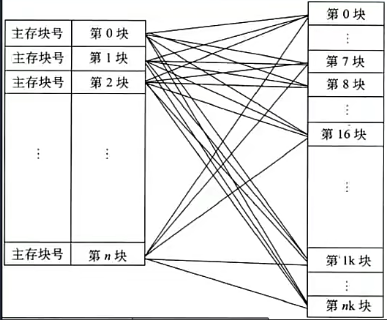 主存块号 第 0 块
主存块号 第 1 块
主存块号 第 2 块
⋮ ⋮
主存块号 第 n 块
第 0 块
⋮
第 7 块
第 8 块
⋮
第 16 块
⋮
第 1k 块
⋮
第 nk 块